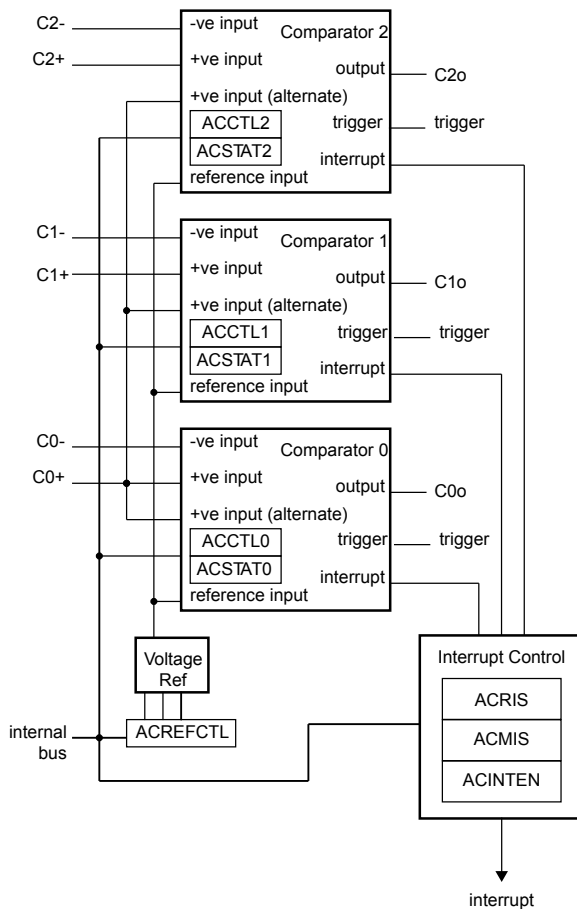 C2-
-ve input
Comparator 2
C2+
+ve input
output
C2o
+ve input (alternate)
ACCTL2
trigger
trigger
ACSTAT2
interrupt
reference input
C1-
-ve input
Comparator 1
C1+
+ve input
output
C1o
+ve input (alternate)
ACCTL1
trigger
trigger
ACSTAT1
interrupt
reference input
C0-
-ve input
Comparator 0
C0+
+ve input
output
C0o
+ve input (alternate)
ACCTL0
trigger
trigger
ACSTAT0
interrupt
reference input
Voltage
Ref
Interrupt Control
ACRIS
internal
bus
ACREFCTL
ACMIS
ACINTEN
interrupt